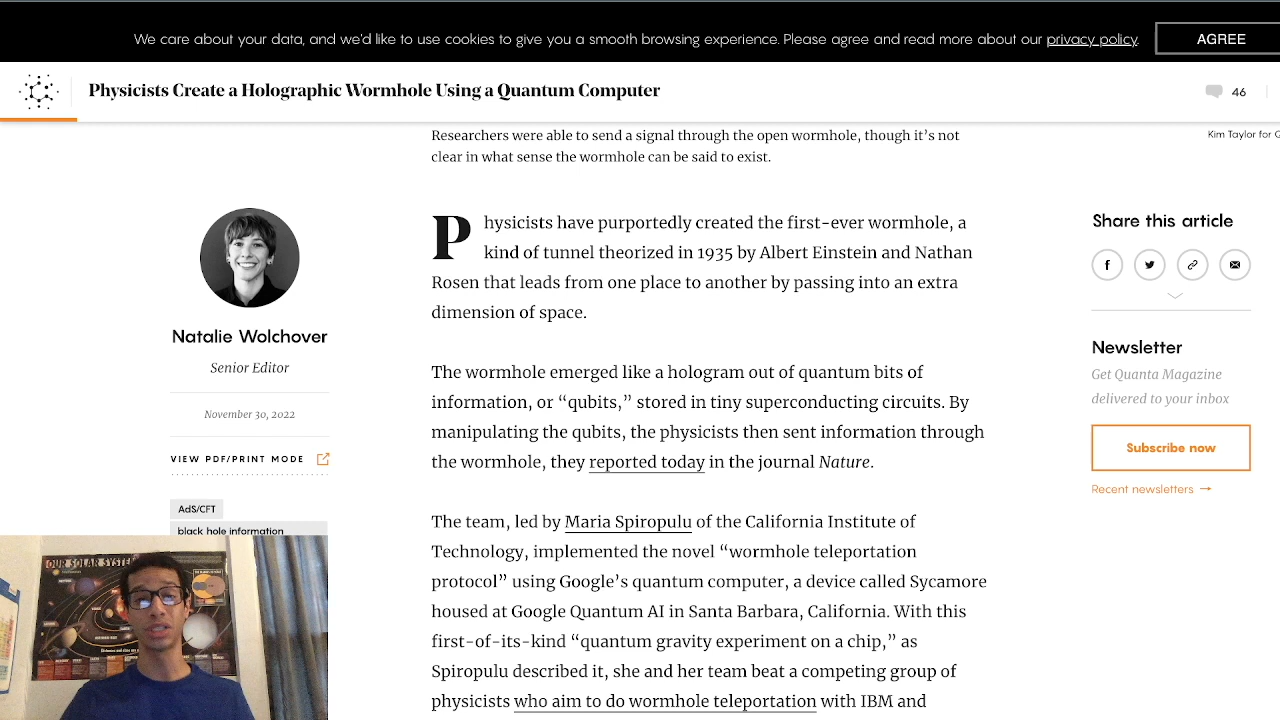 We care about your data, and we'd like to use cookies to give you a smooth browsing experience. Please agree and read more about our privacy policy.
AGREE
Physicists Create a Holographic Wormhole Using a Quantum Computer
46
Researchers were able to send a signal through the open wormhole, though it's not
clear in what sense the wormhole can be said to exist.
Kim Taylor for
Natalie Wolchover
Senior Editor
November 30, 2022
VIEW PDF/PRINT MODE
AdS/CFT
black hole information
Physicists have purportedly created the first-ever wormhole, a
kind of tunnel theorized in 1935 by Albert Einstein and Nathan
Rosen that leads from one place to another by passing into an extra
dimension of space.
The wormhole emerged like a hologram out of quantum bits of
information, or “qubits,” stored in tiny superconducting circuits. By
manipulating the qubits, the physicists then sent information through
the wormhole, they reported today in the journal Nature.
The team, led by Maria Spiropulu of the California Institute of
Technology, implemented the novel “wormhole teleportation
protocol” using Google’s quantum computer, a device called Sycamore
housed at Google Quantum AI in Santa Barbara, California. With this
first-of-its-kind “quantum gravity experiment on a chip,” as
Spiropulu described it, she and her team beat a competing group of
physicists who aim to do wormhole teleportation with IBM and
Share this article
Newsletter
Get Quanta Magazine
delivered to your inbox
Subscribe now
Recent newsletters →
OUR SOLAR SYSTEM